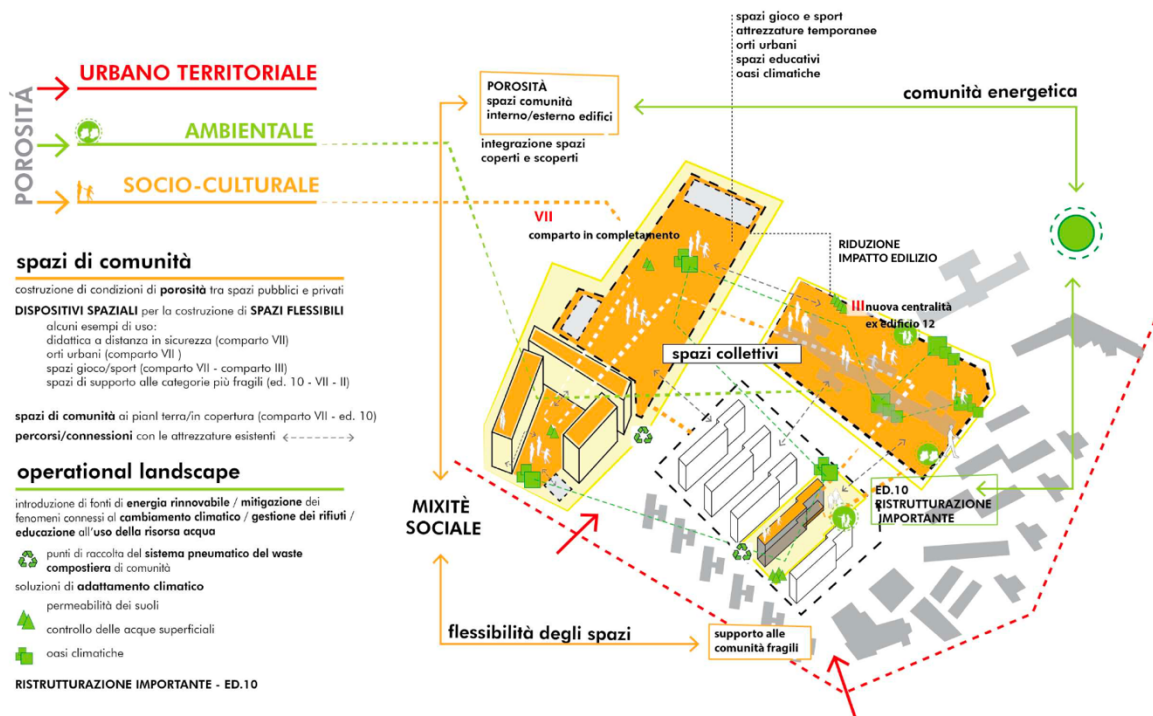 POROSITÁ
URBANO TERRITORIALE
AMBIENTALE
SOCIO-CULTURALE
spazi di comunità
costruzione di condizioni di porosità tra spazi pubblici e privati
DISPOSITIVI SPAZIALI per la costruzione di SPAZI FLESSIBILI
alcuni esempi di uso:
didattica a distanza in sicurezza (comparto VII)
orti urbani (comparto VII )
spazi gioco/sport (comparto VII - comparto III)
spazi di supporto alle categorie più fragili (ed. 10 - VII - II)
spazi di comunità ai piani terra/in copertura (comparto VII - ed. 10)
percorsi/connessioni con le attrezzature esistenti
operational landscape
introduzione di fonti di energia rinnovabile / mitigazione dei
fenomeni connessi al cambiamento climatico / gestione dei rifiuti /
educazione all'uso della risorsa acqua
punti di raccolta del sistema pneumatico del waste
compostiera di comunità
soluzioni di adattamento climatico
permeabilità dei suoli
controllo delle acque superficiali
oasi climatiche
RISTRUTTURAZIONE IMPORTANTE - ED.10
spazi gioco e sport
attrezzature temporanee
orti urbani
spazi educativi
oasi climatiche
POROSITÀ
spazi comunità
interno/esterno edifici
integrazione spazi
coperti e scoperti
comunità energetica
VII
comparto in completamento
RIDUZIONE
IMPATTO EDILIZIO
III nuova centralità
ex edificio 12
spazi collettivi
MIXITÈ
SOCIALE
ED.10
RISTRUTTURAZIONE
IMPORTANTE
flessibilità degli spazi
supporto alle
comunità fragili